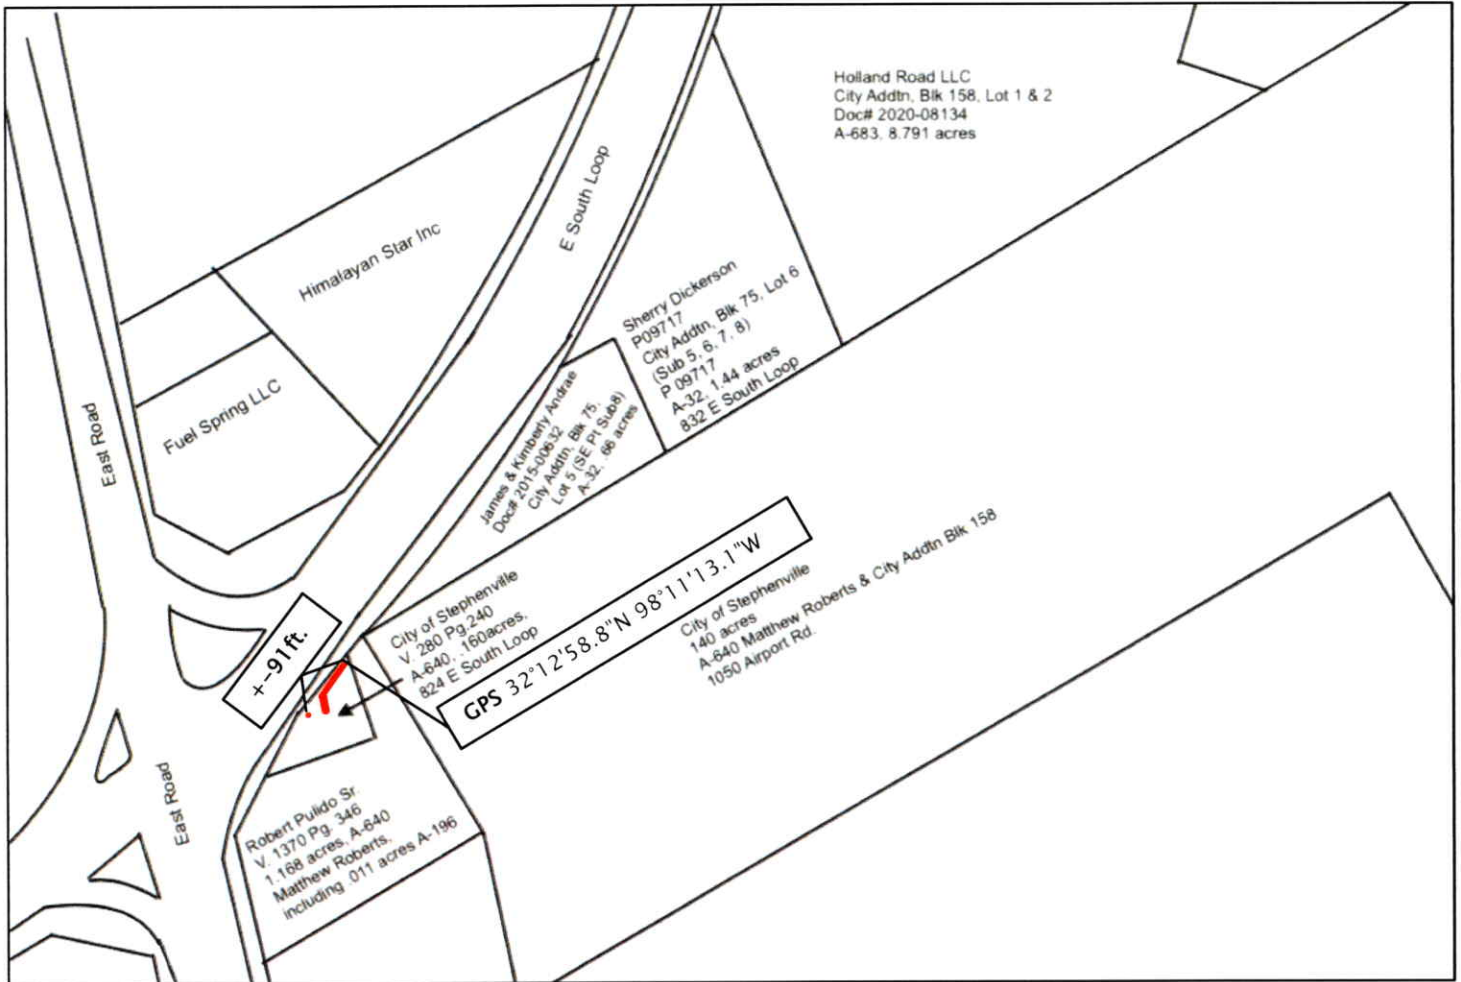 Holland Road LLC
City Addtn, Blk 158, Lot 1 & 2
Doc# 2020-08134
A-683. 8.791 acres
E South Loop
Himalayan Star Inc
Fuel Spring LLC
East Road
Sherry Dickerson
P09717
City Addtn, Blk 75, Lot 6
(Sub 5, 6, 7, 8)
P 09717
A-32, 1.44 acres
832 E South Loop
James & Kimberly Andrae
Doc# 2015-00632
City Addtn, Blk 75,
Lot 5 (SE Pt Sub8)
A-32, .66 acres
City of Stephenville
V. 280 Pg.240
A-640, .160acres,
824 E South Loop
GPS 32°12'58.8"N 98°11'13.1"W
City of Stephenville
140 acres
A-640 Matthew Roberts & City Addtn Blk 158
1050 Airport Rd.
+-91ft.
East Road
Robert Pulido Sr.
V. 1370 Pg. 346
1.168 acres, A-640
Matthew Roberts,
including .011 acres A-196